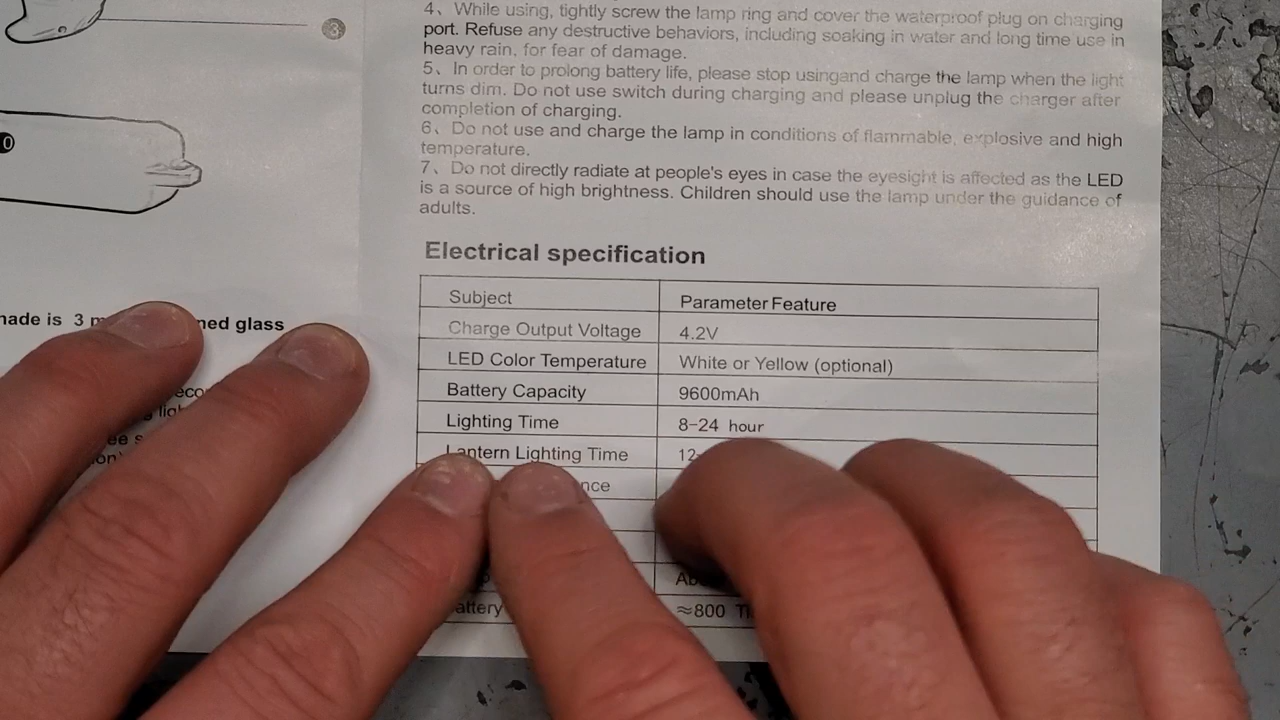 3
0
made is 3 ned glass
4、While using, tightly screw the lamp ring and cover the waterproof plug on charging
port. Refuse any destructive behaviors, including soaking in water and long time use in
heavy rain, for fear of damage.
5、In order to prolong battery life, please stop usingand charge the lamp when the light
turns dim. Do not use switch during charging and please unplug the charger after
completion of charging.
6、Do not use and charge the lamp in conditions of flammable, explosive and high
temperature.
7、Do not directly radiate at people's eyes in case the eyesight is affected as the LED
is a source of high brightness. Children should use the lamp under the guidance of
adults.
Electrical specification
Subject Parameter Feature
Charge Output Voltage 4.2V
LED Color Temperature White or Yellow (optional)
Battery Capacity 9600mAh
Lighting Time 8-24 hour
Lantern Lighting Time 12-
nce
attery ≈800